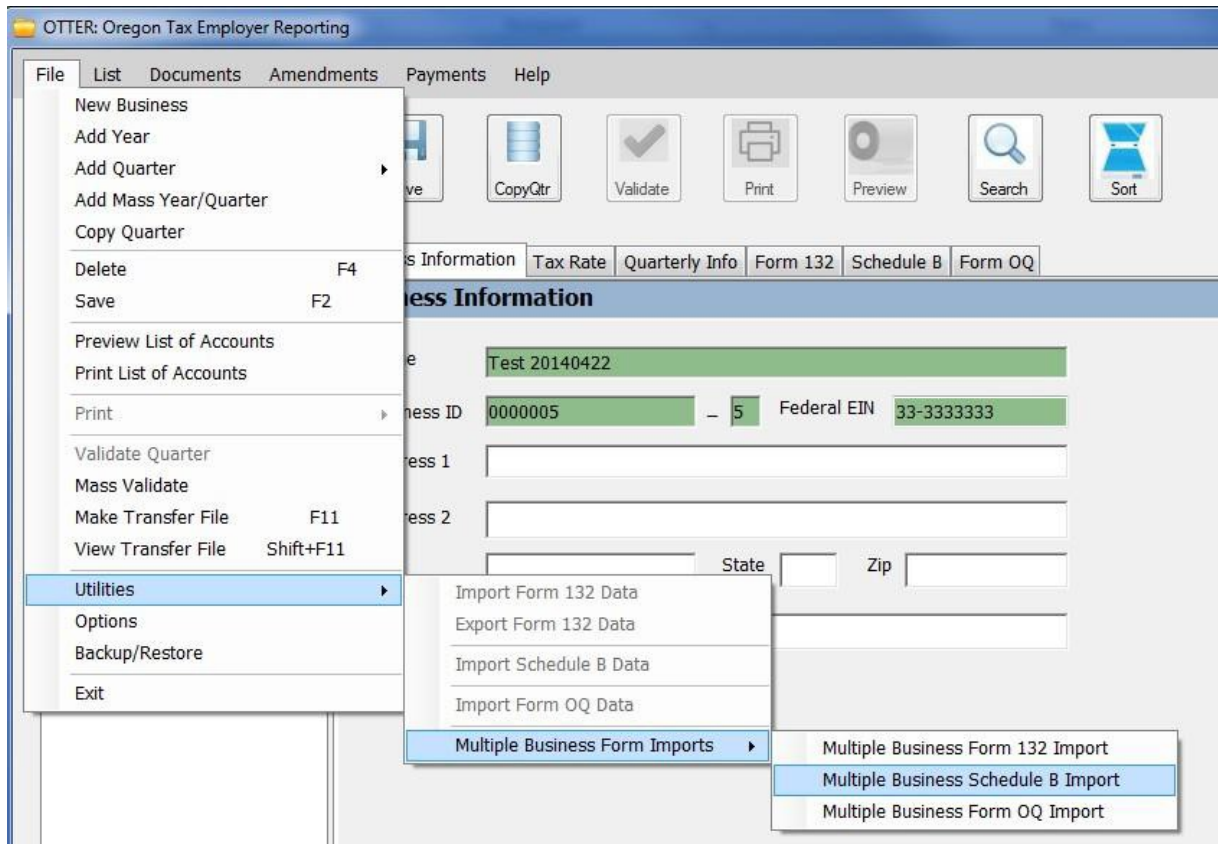 OTTER: Oregon Tax Employer Reporting
File List Documents Amendments Payments Help
New Business
Add Year
Add Quarter
Add Mass Year/Quarter
Copy Quarter
Delete F4
Save F2
Preview List of Accounts
Print List of Accounts
Print
Validate Quarter
Mass Validate
Make Transfer File F11
View Transfer File Shift+F11
Utilities
Options
Backup/Restore
Exit
ve CopyQtr Validate Print Preview Search Sort
s Information Tax Rate Quarterly Info Form 132 Schedule B Form OQ
ess Information
e Test 20140422
ness ID 0000005 – 5 Federal EIN 33-3333333
ress 1
ress 2
State Zip
Import Form 132 Data
Export Form 132 Data
Import Schedule B Data
Import Form OQ Data
Multiple Business Form Imports
Multiple Business Form 132 Import
Multiple Business Schedule B Import
Multiple Business Form OQ Import